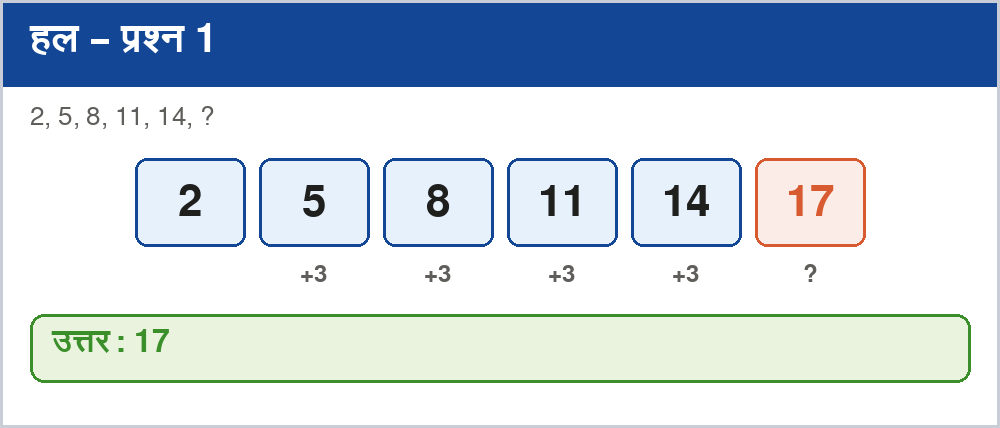 हल – प्रश्न 1
2, 5, 8, 11, 14, ?
2 5 8 11 14 17
+3 +3 +3 +3 ?
उत्तर : 17